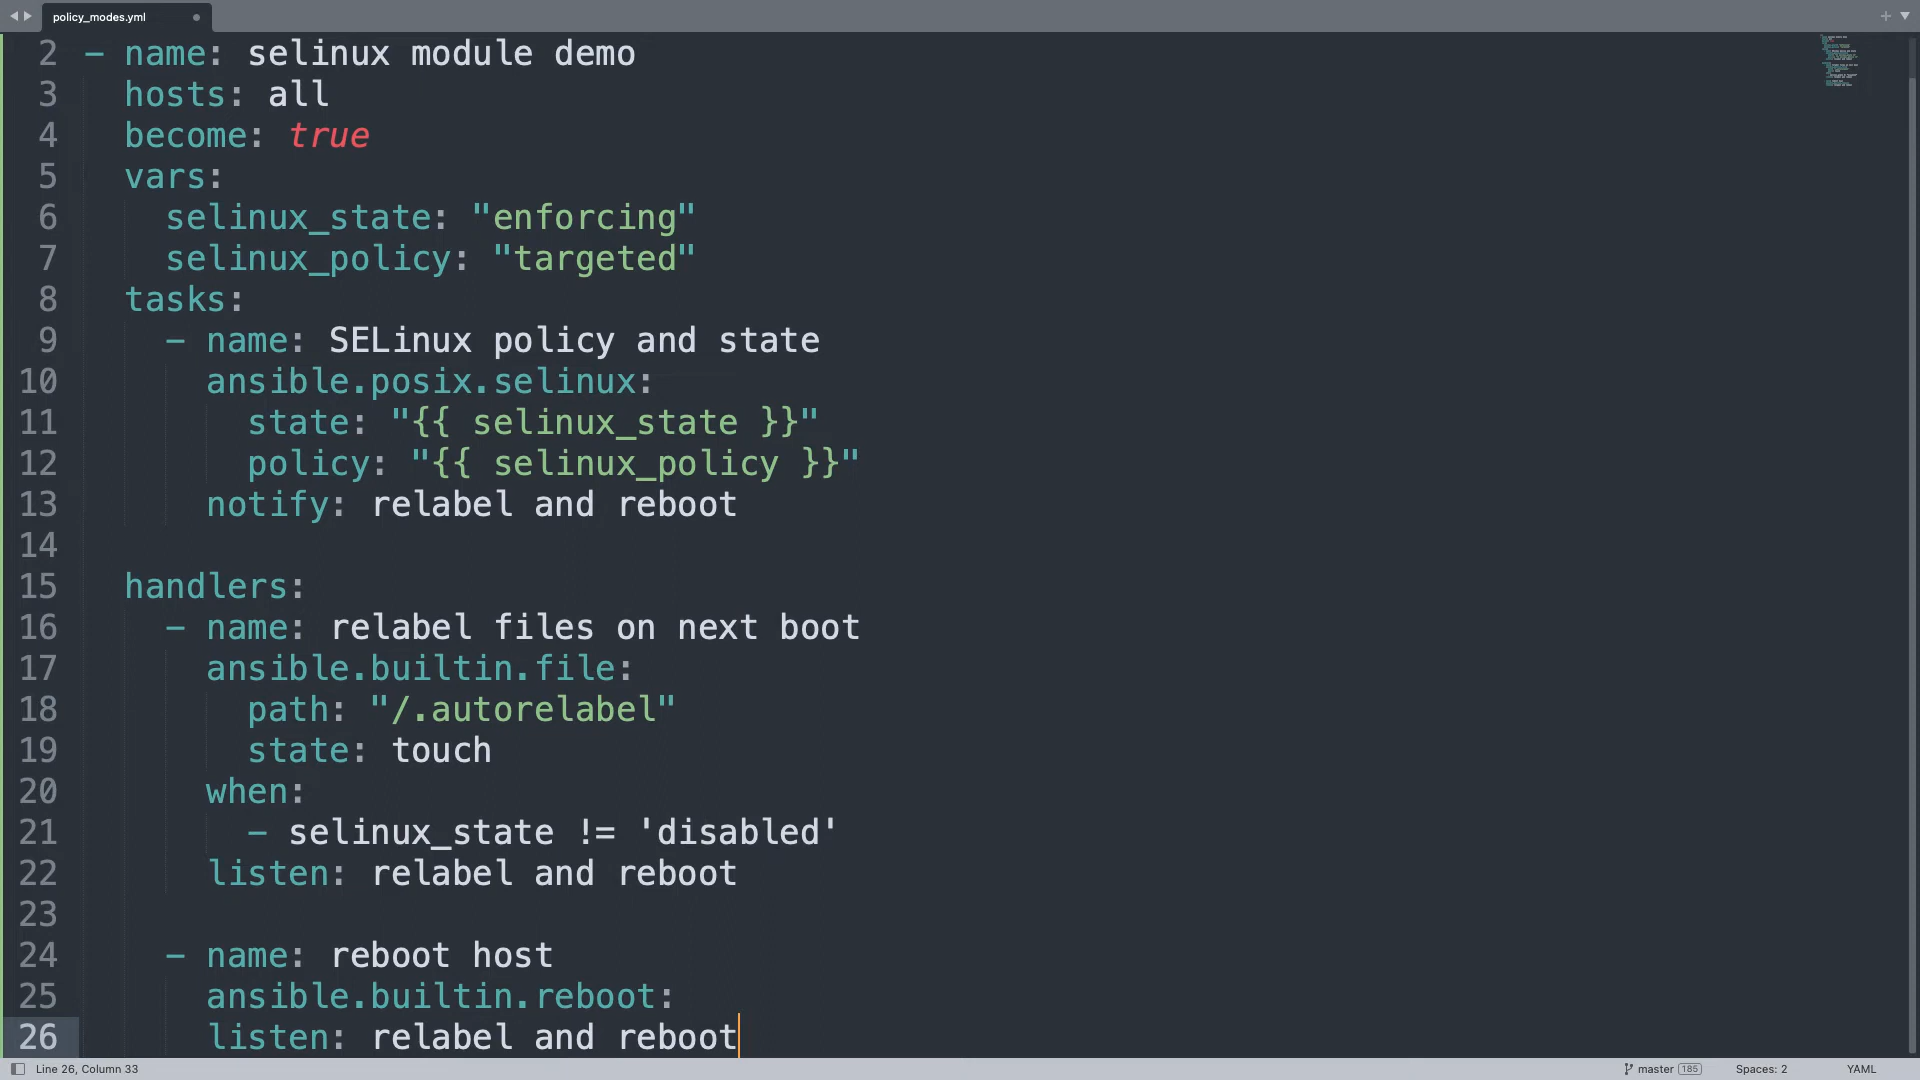 policy_modes.yml
2 - name: selinux module demo
3 hosts: all
4 become: true
5 vars:
6 selinux_state: "enforcing"
7 selinux_policy: "targeted"
8 tasks:
9 - name: SELinux policy and state
10 ansible.posix.selinux:
11 state: "{{ selinux_state }}"
12 policy: "{{ selinux_policy }}"
13 notify: relabel and reboot
14
15 handlers:
16 - name: relabel files on next boot
17 ansible.builtin.file:
18 path: "/.autorelabel"
19 state: touch
20 when:
21 - selinux_state != 'disabled'
22 listen: relabel and reboot
23
24 - name: reboot host
25 ansible.builtin.reboot:
26 listen: relabel and reboot
Line 26, Column 33 master 185 Spaces: 2 YAML